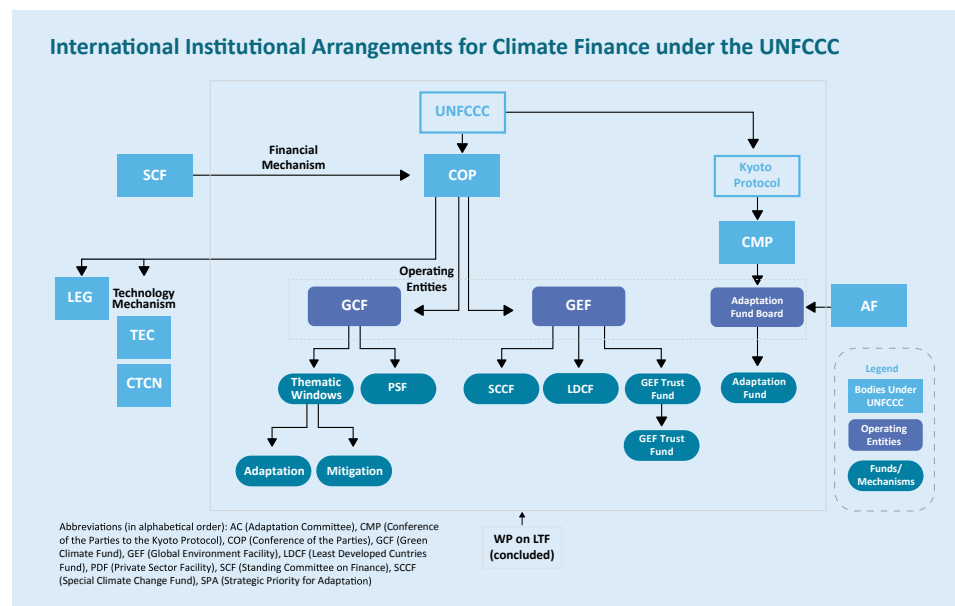 International Institutional Arrangements for Climate Finance under the UNFCCC
UNFCCC
Financial
Mechanism
SCF
COP
Kyoto
Protocol
CMP
Operating
Entities
LEG
Technology
Mechanism
TEC
CTCN
GCF
GEF
Adaptation
Fund Board
AF
Thematic
Windows
PSF
SCCF
LDCF
GEF Trust
Fund
Adaptation
Fund
GEF Trust
Fund
Adaptation
Mitigation
Legend
Bodies Under
UNFCCC
Operating
Entities
Funds/
Mechanisms
WP on LTF
(concluded)
Abbreviations (in alphabetical order): AC (Adaptation Committee), CMP (Conference
of the Parties to the Kyoto Protocol), COP (Conference of the Parties), GCF (Green
Climate Fund), GEF (Global Environment Facility), LDCF (Least Developed Cuntries
Fund), PDF (Private Sector Facility), SCF (Standing Committee on Finance), SCCF
(Special Climate Change Fund), SPA (Strategic Priority for Adaptation)